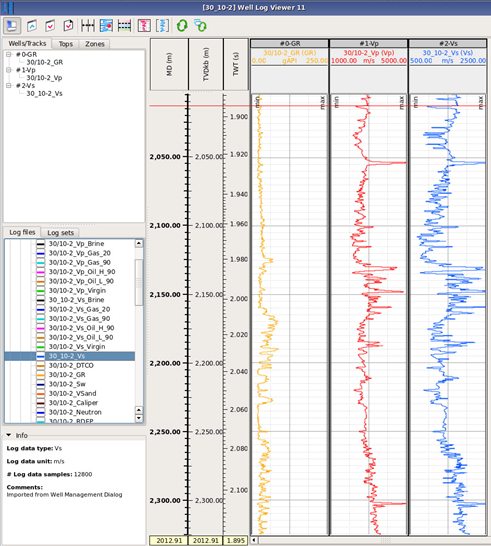 [30_10-2] Well Log Viewer 11
Wells/Tracks Tops Zones
#0-GR
30/10-2_GR
#1-Vp
30/10-2_Vp
#2-Vs
30_10-2_Vs
Log files Log sets
30/10-2_Vp_Brine
30/10-2_Vp_Gas_20
30/10-2_Vp_Gas_90
30/10-2_Vp_Oil_H_90
30/10-2_Vp_Oil_L_90
30/10-2_Vp_Virgin
30_10-2_Vs_Brine
30/10-2_Vs_Gas_20
30/10-2_Vs_Gas_90
30/10-2_Vs_Oil_H_90
30/10-2_Vs_Oil_L_90
30/10-2_Vs_Virgin
30_10-2_Vs
30/10-2_DTCO
30/10-2_GR
30/10-2_Sw
30/10-2_VSand
30/10-2_Caliper
30/10-2_Neutron
30/10-2_RDEP
Info
Log data type: Vs
Log data unit: m/s
# Log data samples: 12800
Comments:
Imported from Well Management Dialog
MD (m) TVDkb (m) TWT (s)
#0-GR #1-Vp #2-Vs
30/10-2_GR (GR) 30/10-2_Vp (Vp) 30_10-2_Vs (Vs)
0.00 gAPI 250.00 1000.00 m/s 5000.00 500.00 m/s 2500.00
min max min max min max
1.900
1.920
2,050.00 2,050.00
1.940
1.960
2,100.00 2,100.00
1.980
2,150.00 2,150.00
2.000
2.020
2,200.00 2,200.00
2.040
2.060
2,250.00 2,250.00
2.080
2.100
2,300.00 2,300.00
2012.91 2012.91 1.895